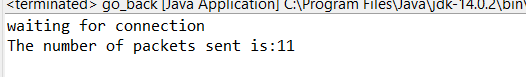 <terminated> go_back [Java Application] C:\Program Files\Java\jdk-14.0.2\bin\
waiting for connection
The number of packets sent is:11